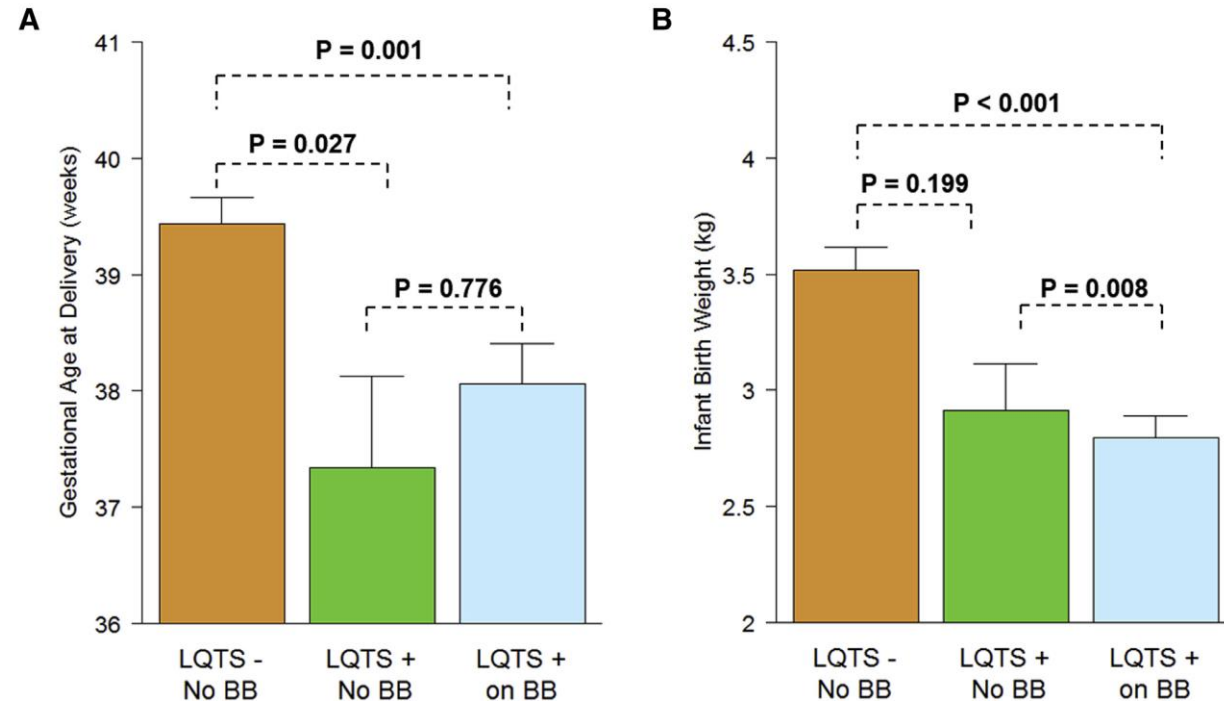 A
Gestational Age at Delivery (weeks)
41
40
39
38
37
36
P = 0.001
P = 0.027
P = 0.776
LQTS -
No BB
LQTS +
No BB
LQTS +
on BB
B
Infant Birth Weight (kg)
4.5
4
3.5
3
2.5
2
P < 0.001
P = 0.199
P = 0.008
LQTS -
No BB
LQTS +
No BB
LQTS +
on BB